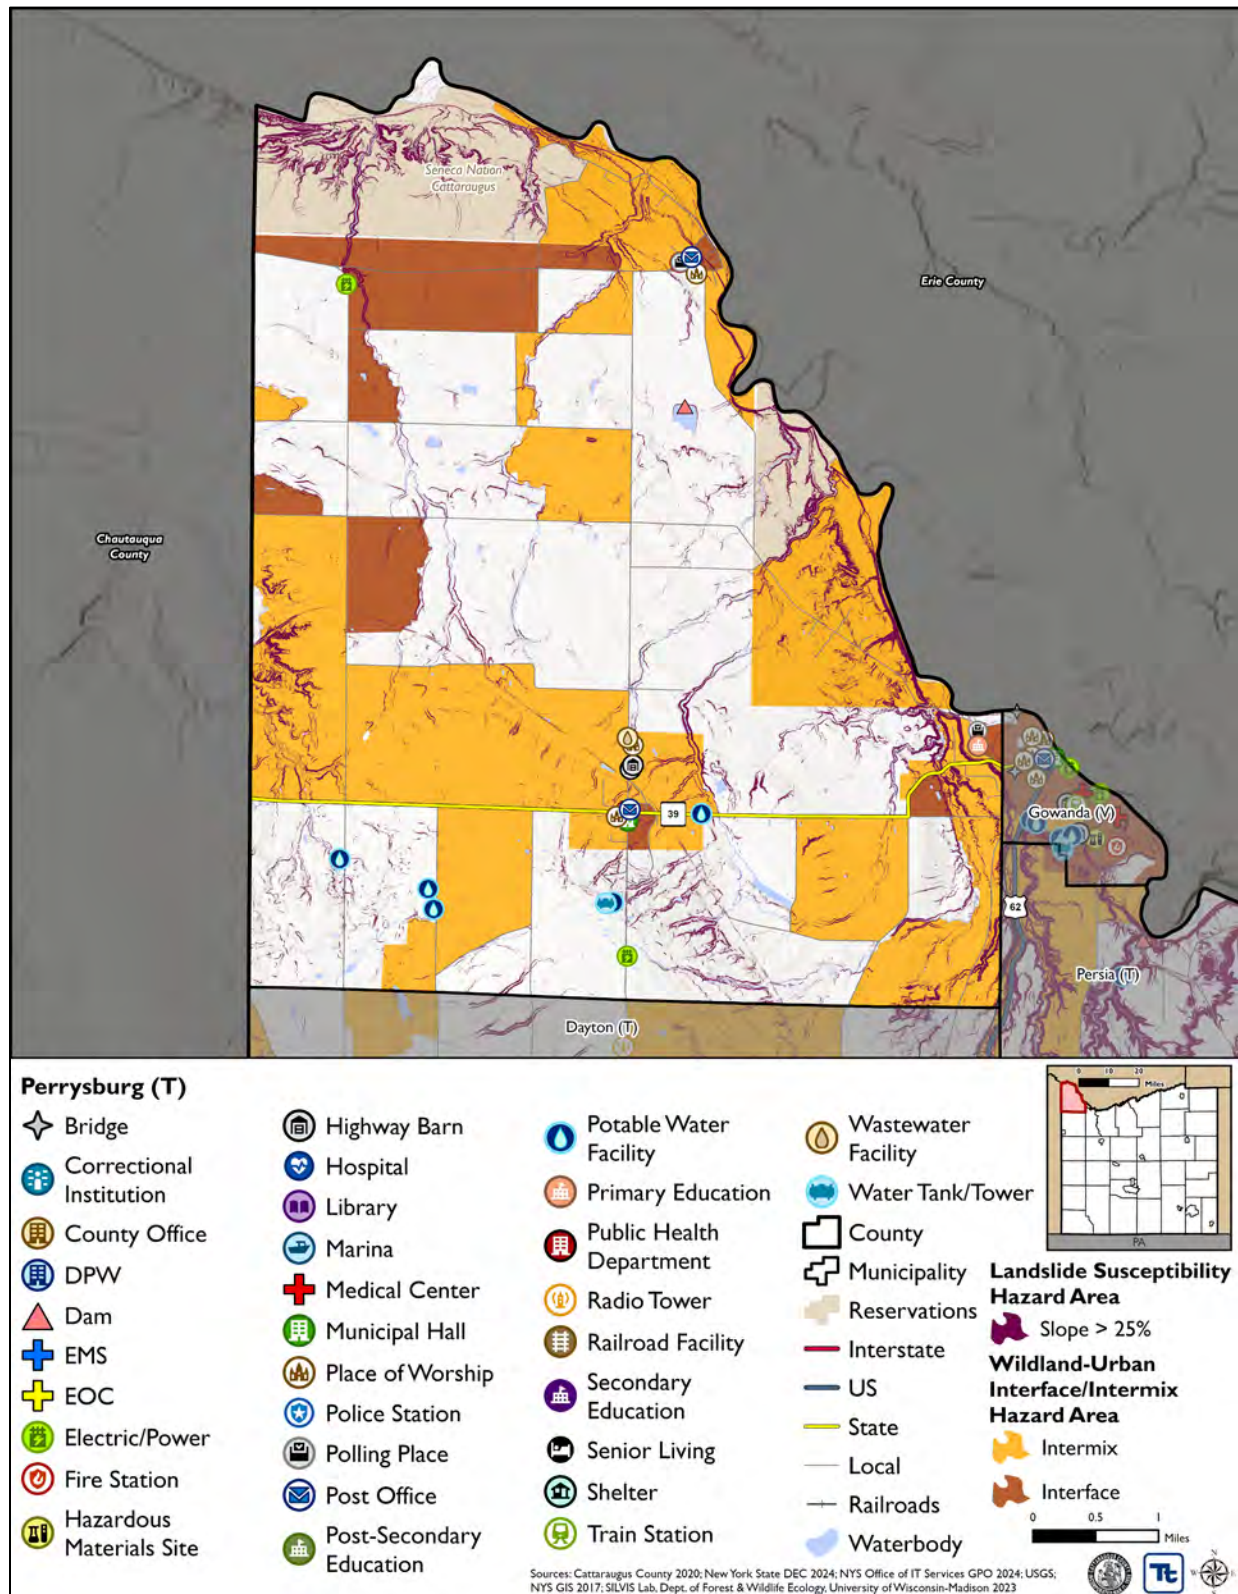 Seneca Nation
Cattaraugus
Erie County
Chautauqua
County
39
Gowanda (V)
62
Persia (T)
Dayton (T)
Perrysburg (T)
Bridge
Correctional
Institution
County Office
DPW
Dam
EMS
EOC
Electric/Power
Fire Station
Hazardous
Materials Site
Highway Barn
Hospital
Library
Marina
Medical Center
Municipal Hall
Place of Worship
Police Station
Polling Place
Post Office
Post-Secondary
Education
Potable Water
Facility
Primary Education
Public Health
Department
Radio Tower
Railroad Facility
Secondary
Education
Senior Living
Shelter
Train Station
Wastewater
Facility
Water Tank/Tower
County
Municipality
Reservations
Interstate
US
State
Local
Railroads
Waterbody
0 10 20
Miles
PA
Landslide Susceptibility
Hazard Area
Slope > 25%
Wildland-Urban
Interface/Intermix
Hazard Area
Intermix
Interface
0 0.5 1
Miles
Sources: Cattaraugus County 2020; New York State DEC 2024; NYS Office of IT Services GPO 2024; USGS;
NYS GIS 2017; SILVIS Lab, Dept. of Forest & Wildlife Ecology, University of Wisconsin-Madison 2023
Tt
N
W E
S